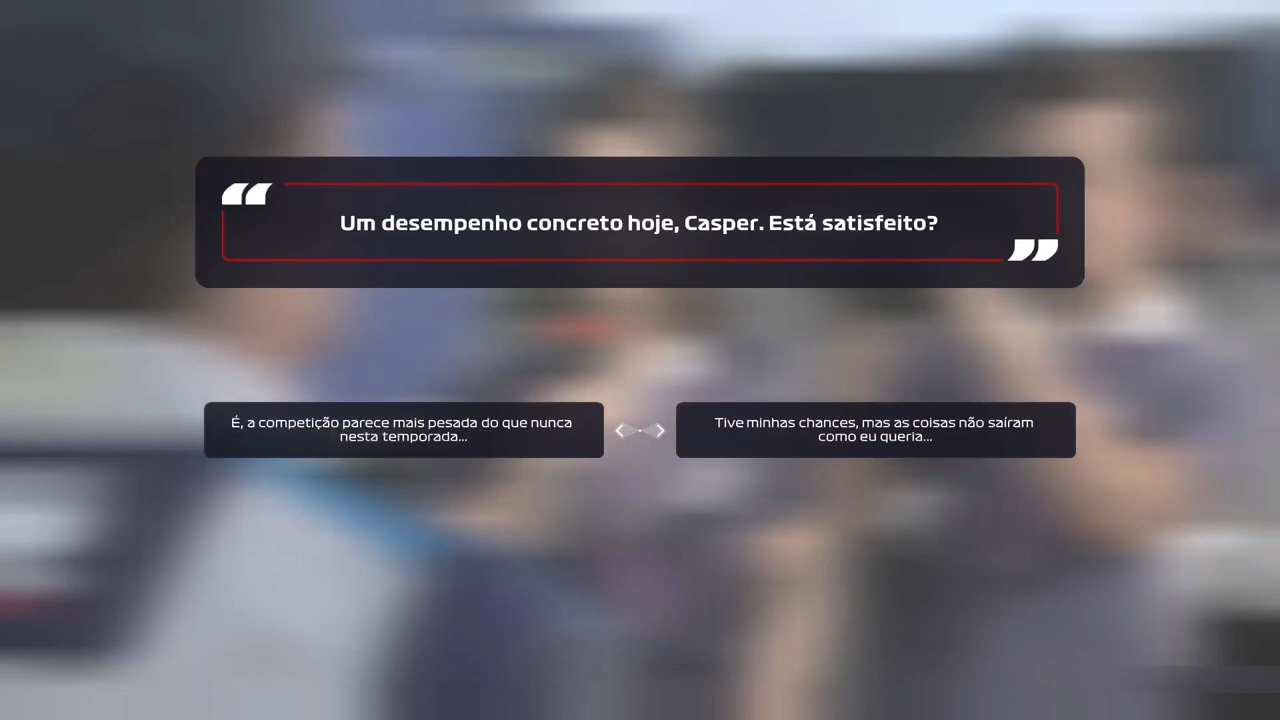 Um desempenho concreto hoje, Casper. Está satisfeito?
É, a competição parece mais pesada do que nunca
nesta temporada...
Tive minhas chances, mas as coisas não saíram
como eu queria...